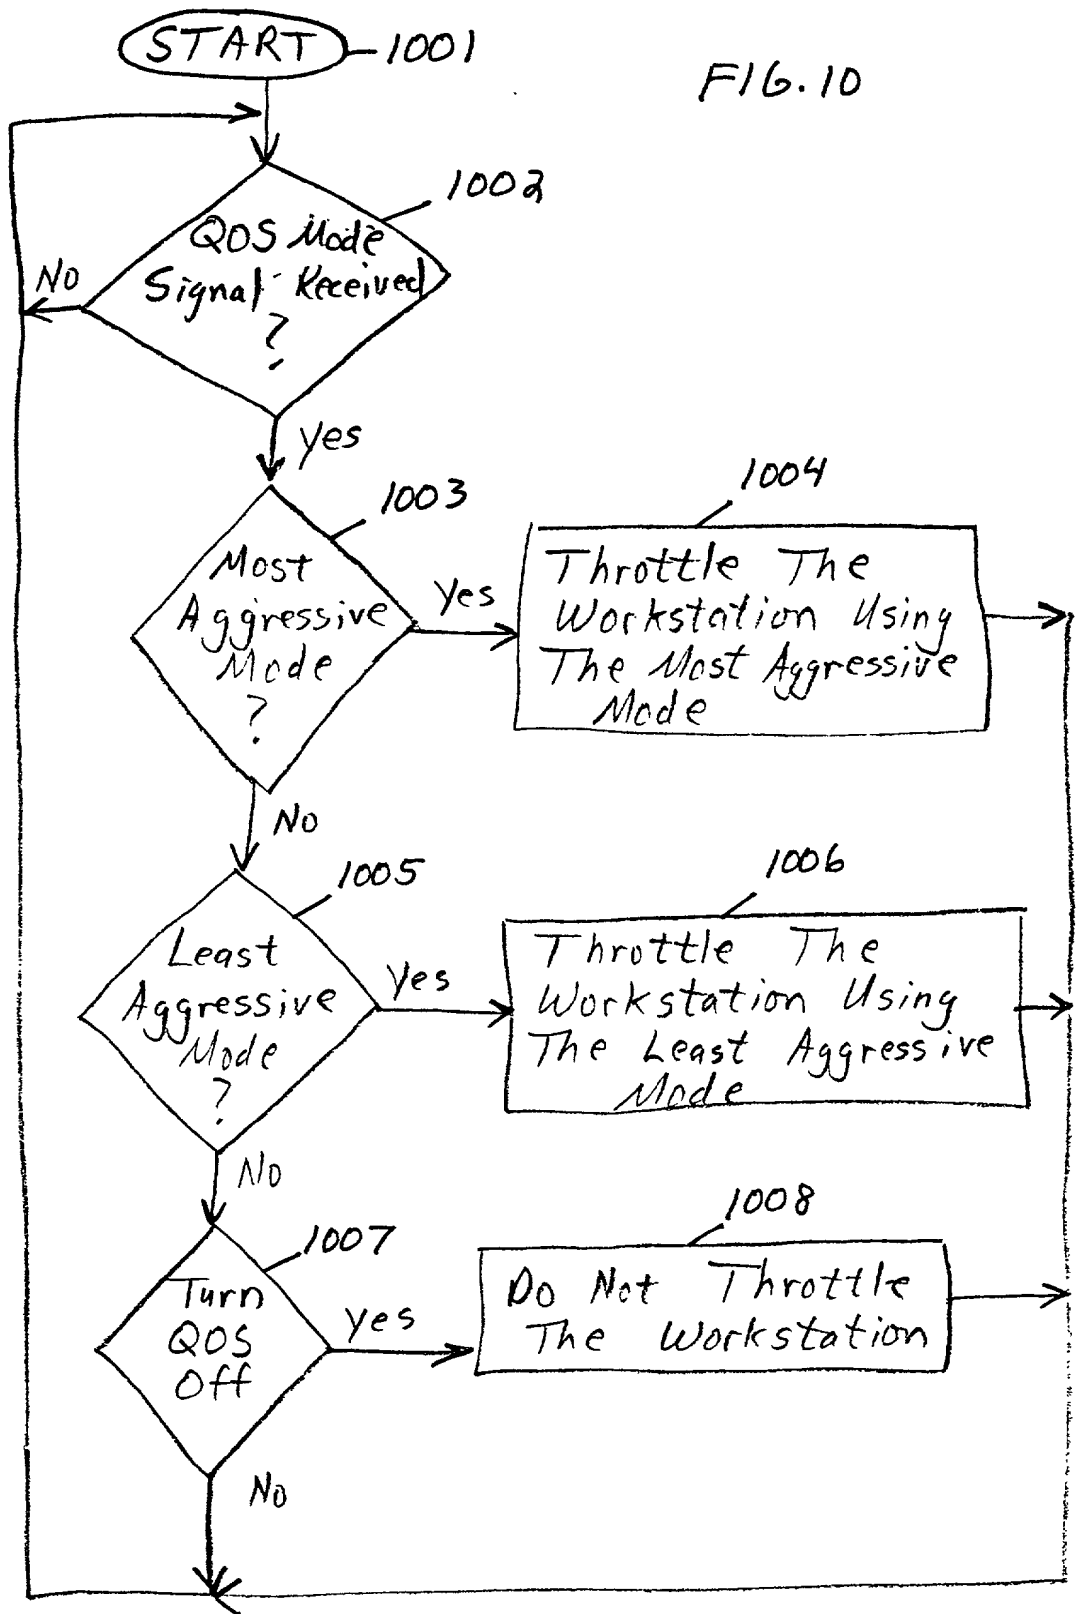 START
1001
FIG. 10
1002
QOS Mode
Signal Received
?
No
Yes
1003
Most
Aggressive
Mode
?
Yes
1004
Throttle The
Workstation Using
The Most Aggressive
Mode
No
1005
Least
Aggressive
Mode
?
Yes
1006
Throttle The
Workstation Using
The Least Aggressive
Mode
No
1007
Turn
QOS
Off
Yes
1008
Do Not Throttle
The Workstation
No